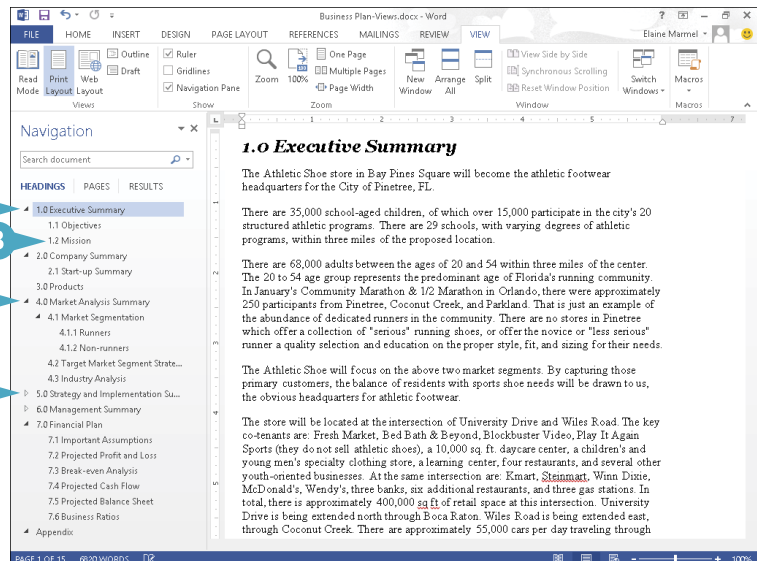 Business Plan-Views.docx - Word
FILE HOME INSERT DESIGN PAGE LAYOUT REFERENCES MAILINGS REVIEW VIEW Elaine Marmel
Read Mode
Print Layout
Web Layout
Outline
Draft
Views
Ruler
Gridlines
Navigation Pane
Show
Zoom
100%
One Page
Multiple Pages
Page Width
Zoom
New Window
Arrange All
Split
View Side by Side
Synchronous Scrolling
Reset Window Position
Window
Switch Windows
Macros
Macros
Navigation
Search document
HEADINGS PAGES RESULTS
1.0 Executive Summary
1.1 Objectives
3
1.2 Mission
2.0 Company Summary
2.1 Start-up Summary
3.0 Products
4.0 Market Analysis Summary
4.1 Market Segmentation
4.1.1 Runners
4.1.2 Non-runners
4.2 Target Market Segment Strate...
4.3 Industry Analysis
5.0 Strategy and Implementation Su...
6.0 Management Summary
7.0 Financial Plan
7.1 Important Assumptions
7.2 Projected Profit and Loss
7.3 Break-even Analysis
7.4 Projected Cash Flow
7.5 Projected Balance Sheet
7.6 Business Ratios
Appendix
1 2 3 4 5 7
1 2 3 4 5
1.0 Executive Summary
The Athletic Shoe store in Bay Pines Square will become the athletic footwear
headquarters for the City of Pinetree, FL.
There are 35,000 school-aged children, of which over 15,000 participate in the city's 20
structured athletic programs. There are 29 schools, with varying degrees of athletic
programs, within three miles of the proposed location.
There are 68,000 adults between the ages of 20 and 54 within three miles of the center.
The 20 to 54 age group represents the predominant age of Florida's running community.
In January's Community Marathon & 1/2 Marathon in Orlando, there were approximately
250 participants from Pinetree, Coconut Creek, and Parkland. That is just an example of
the abundance of dedicated runners in the community. There are no stores in Pinetree
which offer a collection of "serious" running shoes, or offer the novice or "less serious"
runner a quality selection and education on the proper style, fit, and sizing for their needs.
The Athletic Shoe will focus on the above two market segments. By capturing those
primary customers, the balance of residents with sports shoe needs will be drawn to us,
the obvious headquarters for athletic footwear.
The store will be located at the intersection of University Drive and Wiles Road. The key
co-tenants are: Fresh Market, Bed Bath & Beyond, Blockbuster Video, Play It Again
Sports (they do not sell athletic shoes), a 10,000 sq. ft. daycare center, a children's and
young men's specialty clothing store, a learning center, four restaurants, and several other
youth-oriented businesses. At the same intersection are: Kmart, Steinmart, Winn Dixie,
McDonald's, Wendy's, three banks, six additional restaurants, and three gas stations. In
total, there is approximately 400,000 sq ft of retail space at this intersection. University
Drive is being extended north through Boca Raton. Wiles Road is being extended east,
through Coconut Creek. There are approximately 55,000 cars per day traveling through
PAGE 1 OF 15 6820 WORDS 100%